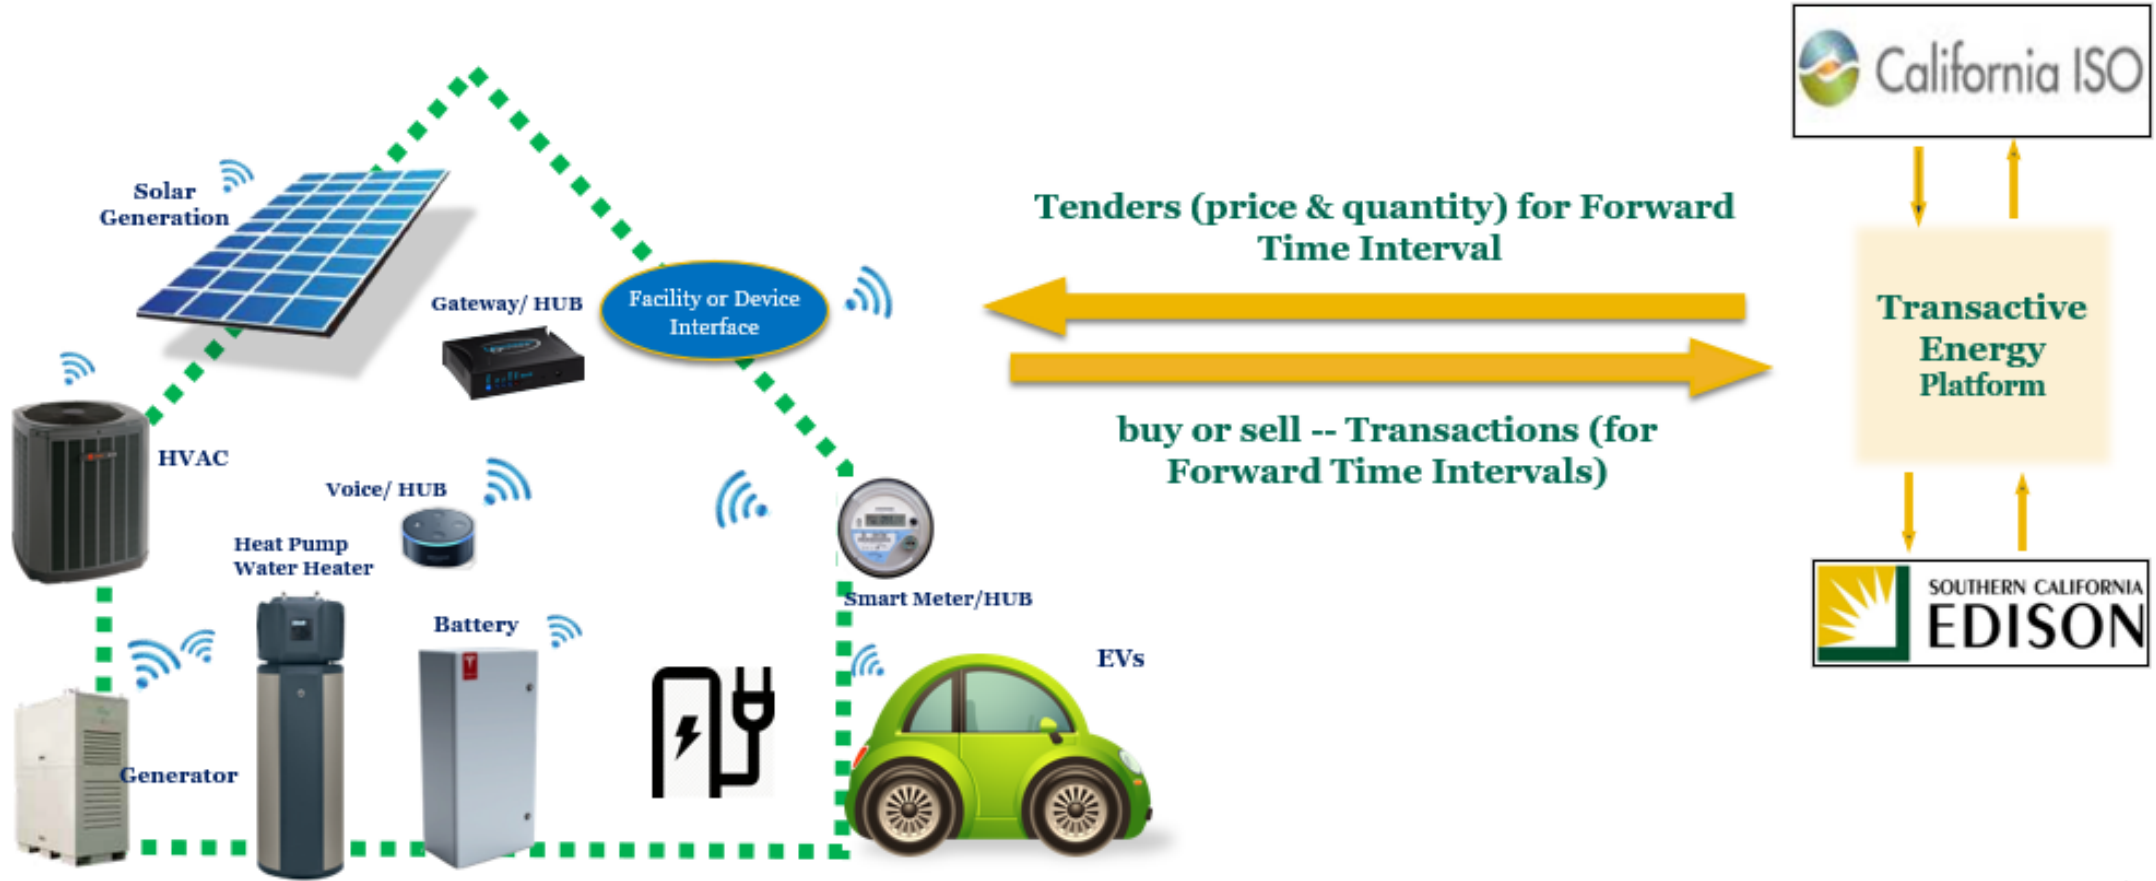 California ISO
Solar
Generation
Tenders (price & quantity) for Forward
Time Interval
Gateway/ HUB
Facility or Device
Interface
Transactive
Energy
Platform
buy or sell -- Transactions (for
Forward Time Intervals)
HVAC
Voice/ HUB
Heat Pump
Water Heater
Smart Meter/HUB
SOUTHERN CALIFORNIA
EDISON
Battery
EVs
Generator